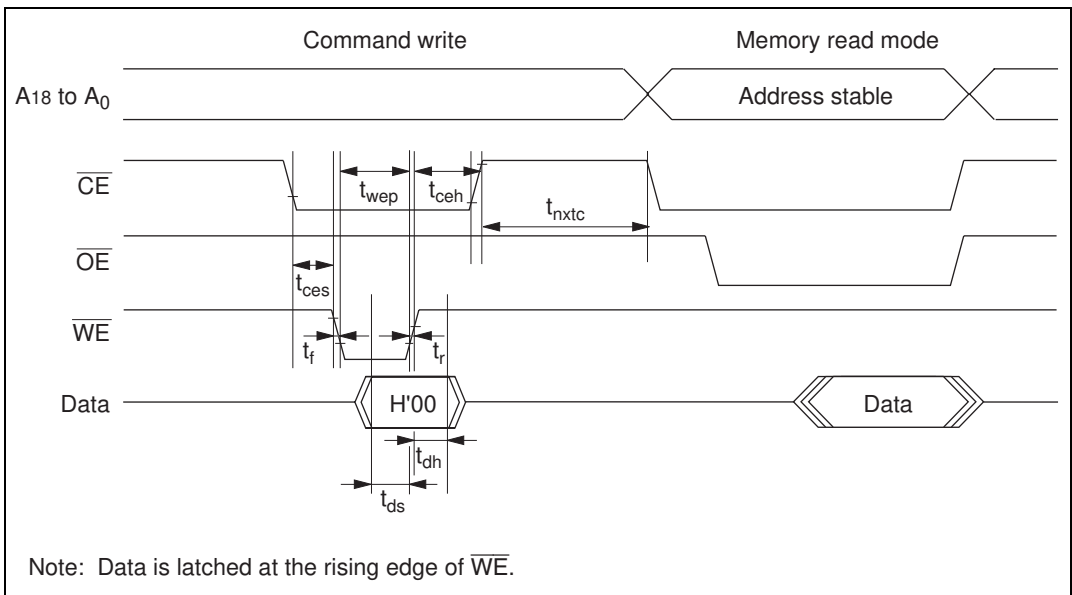 Command write Memory read mode
A18 to A0 Address stable
CE
twep tceh
tnxtc
OE
tces
WE
tf tr
Data H'00 Data
tdh
tds
Note: Data is latched at the rising edge of WE.